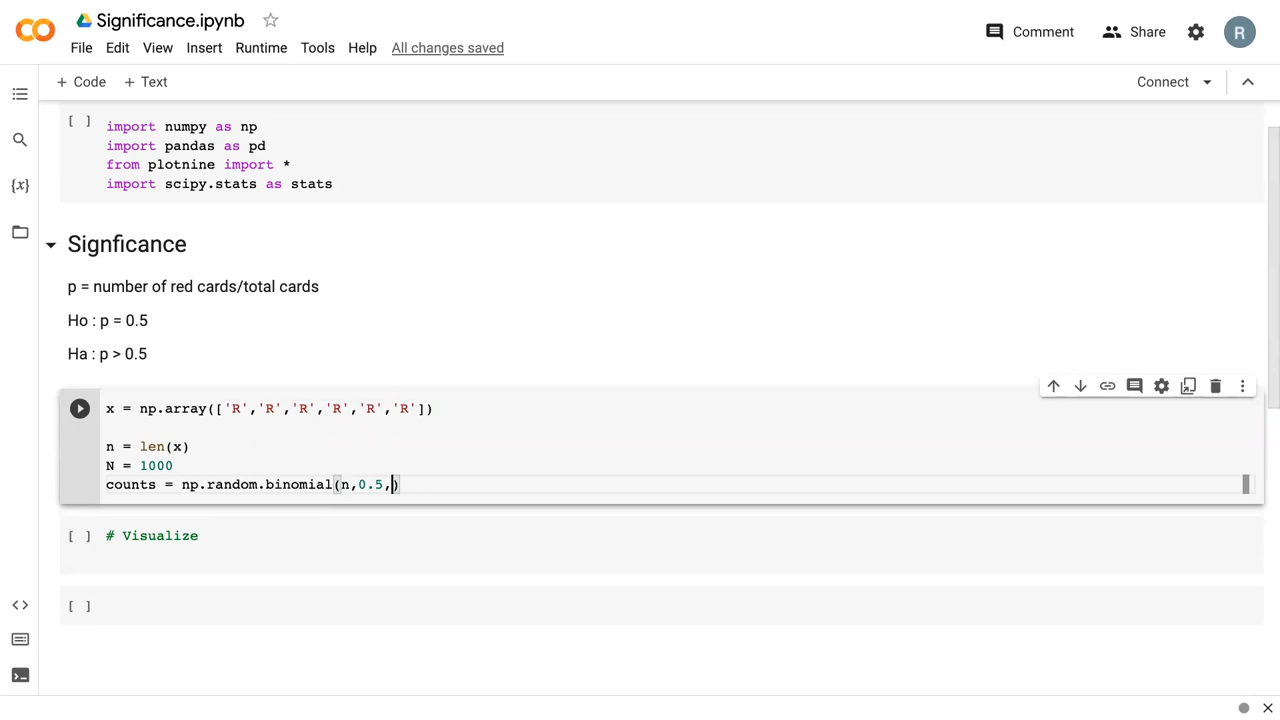 Significance.ipynb
File Edit View Insert Runtime Tools Help All changes saved
Comment Share R
+ Code + Text
Connect
[ ] import numpy as np
import pandas as pd
from plotnine import *
import scipy.stats as stats
{x}
Signficance
p = number of red cards/total cards
Ho : p = 0.5
Ha : p > 0.5
x = np.array(['R','R','R','R','R','R'])
n = len(x)
N = 1000
counts = np.random.binomial(n,0.5,)
[ ] # Visualize
[ ]